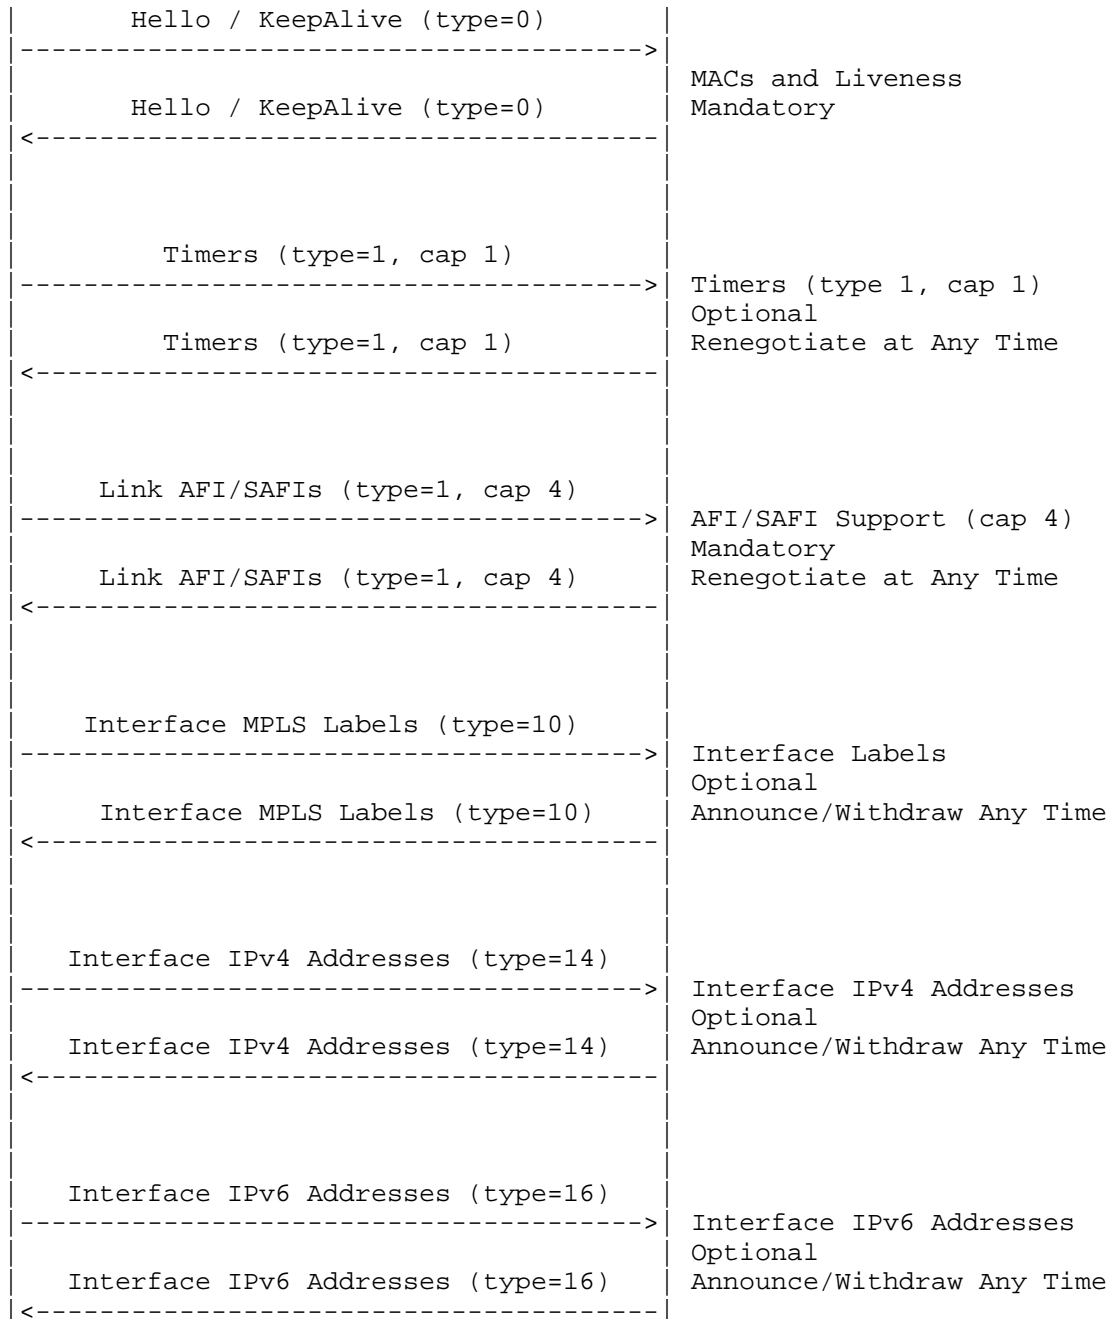 Hello / KeepAlive (type=0)
MACs and Liveness
Hello / KeepAlive (type=0) Mandatory
Timers (type=1, cap 1)
Timers (type 1, cap 1)
Optional
Timers (type=1, cap 1) Renegotiate at Any Time
Link AFI/SAFIs (type=1, cap 4)
AFI/SAFI Support (cap 4)
Mandatory
Link AFI/SAFIs (type=1, cap 4) Renegotiate at Any Time
Interface MPLS Labels (type=10)
Interface Labels
Optional
Interface MPLS Labels (type=10) Announce/Withdraw Any Time
Interface IPv4 Addresses (type=14)
Interface IPv4 Addresses
Optional
Interface IPv4 Addresses (type=14) Announce/Withdraw Any Time
Interface IPv6 Addresses (type=16)
Interface IPv6 Addresses
Optional
Interface IPv6 Addresses (type=16) Announce/Withdraw Any Time